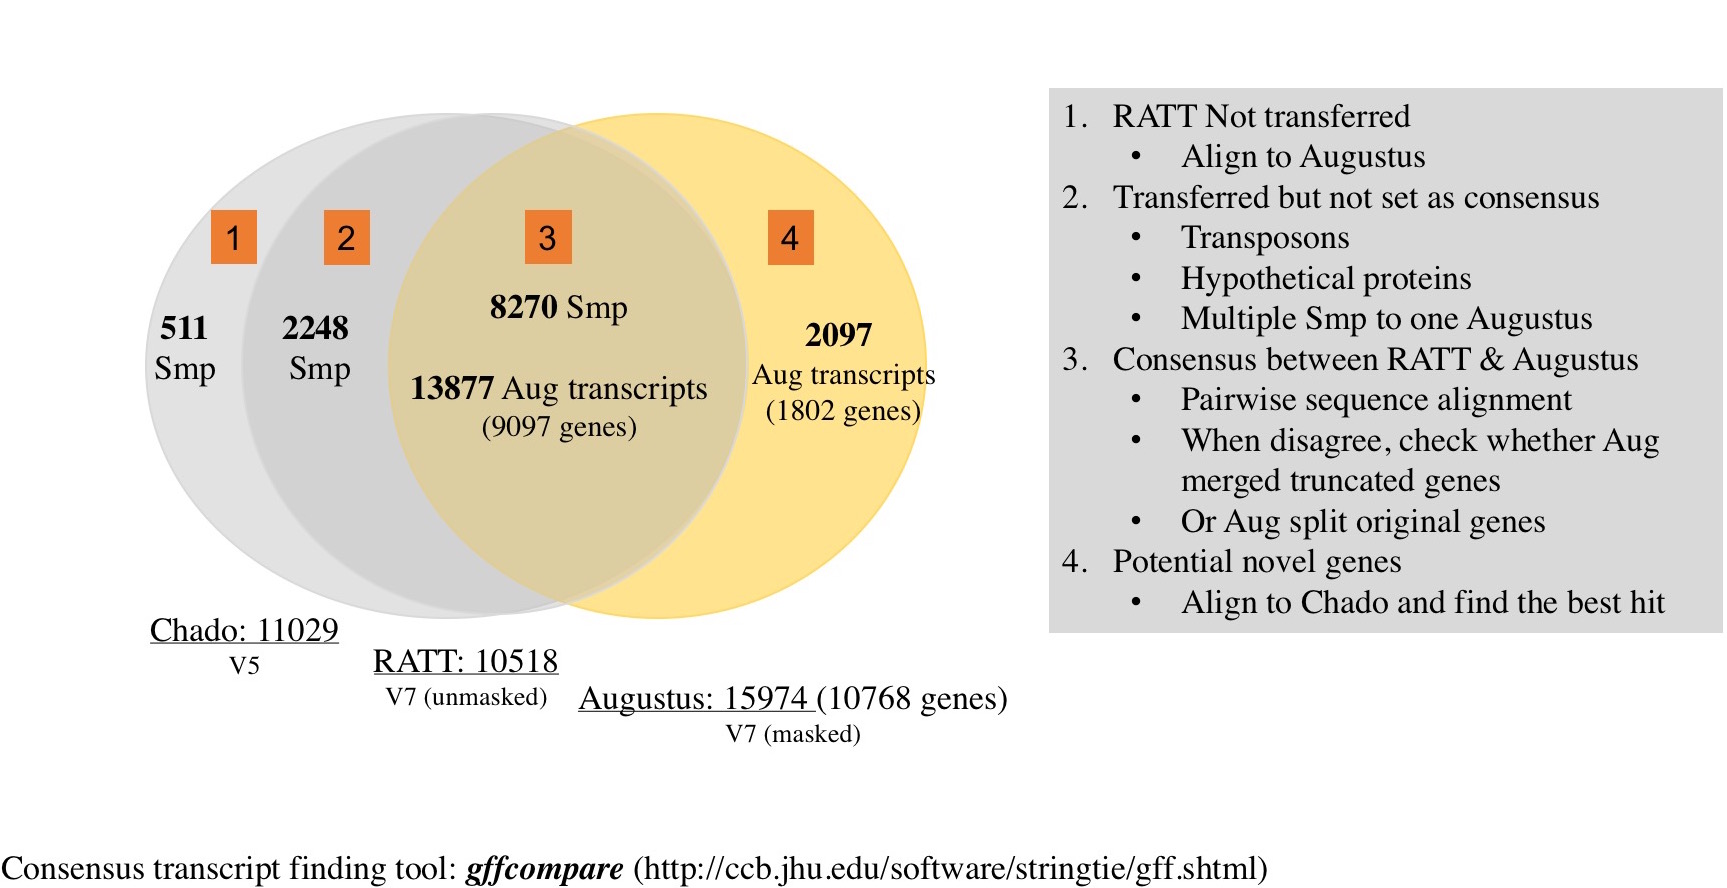 1
2
3
4
511
Smp
2248
Smp
8270 Smp
13877 Aug transcripts
(9097 genes)
2097
Aug transcripts
(1802 genes)
Chado: 11029
V5
RATT: 10518
V7 (unmasked)
Augustus: 15974 (10768 genes)
V7 (masked)
1. RATT Not transferred
• Align to Augustus
2. Transferred but not set as consensus
• Transposons
• Hypothetical proteins
• Multiple Smp to one Augustus
3. Consensus between RATT & Augustus
• Pairwise sequence alignment
• When disagree, check whether Aug
merged truncated genes
• Or Aug split original genes
4. Potential novel genes
• Align to Chado and find the best hit
Consensus transcript finding tool: gffcompare (http://ccb.jhu.edu/software/stringtie/gff.shtml)